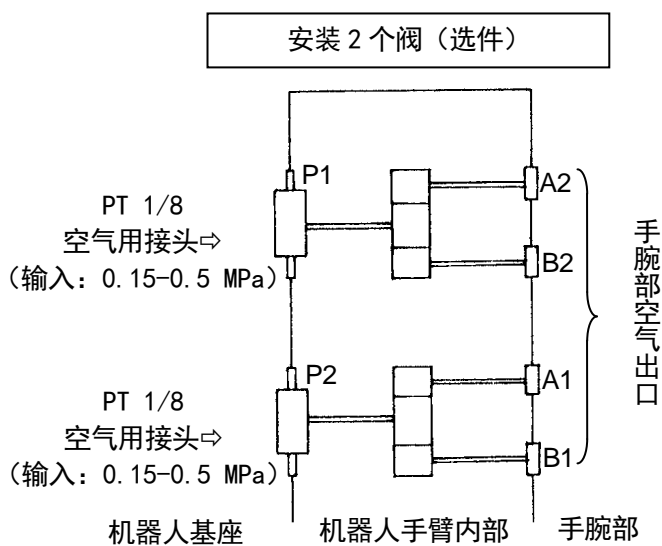 安装 2 个阀（选件）
P1
A2
PT 1/8
空气用接头⇨
（输入：0.15-0.5 MPa）
B2
手腕部空气出口
P2
A1
PT 1/8
空气用接头⇨
（输入：0.15-0.5 MPa）
B1
机器人基座
机器人手臂内部
手腕部